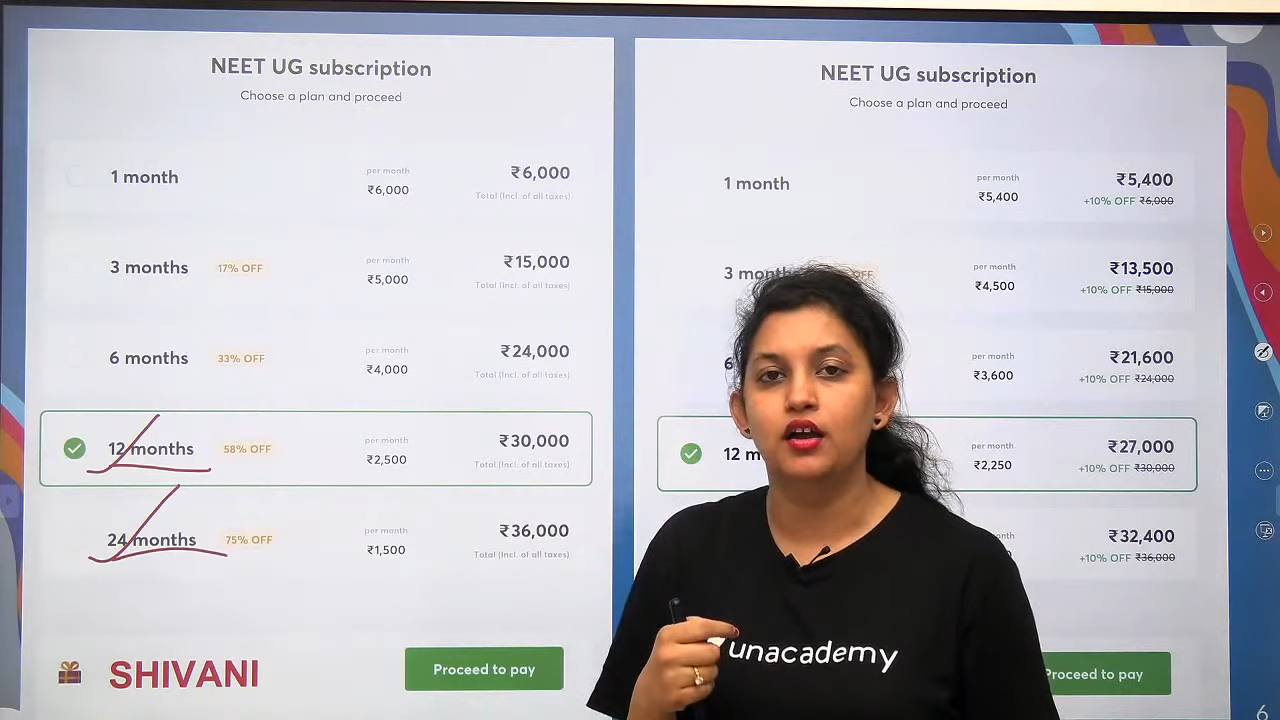 NEET UG subscription
Choose a plan and proceed
1 month
per month
₹6,000
₹6,000
Total (Incl. of all taxes)
3 months
17% OFF
per month
₹5,000
₹15,000
Total (Incl. of all taxes)
6 months
33% OFF
per month
₹4,000
₹24,000
Total (Incl. of all taxes)
12 months
58% OFF
per month
₹2,500
₹30,000
Total (Incl. of all taxes)
24 months
75% OFF
per month
₹1,500
₹36,000
Total (Incl. of all taxes)
SHIVANI
Proceed to pay
NEET UG subscription
Choose a plan and proceed
1 month
per month
₹5,400
₹5,400
+10% OFF ₹6,000
3 month
OFF
per month
₹4,500
₹13,500
+10% OFF ₹15,000
6
per month
₹3,600
₹21,600
+10% OFF ₹24,000
12 m
per month
₹2,250
₹27,000
+10% OFF ₹30,000
₹32,400
+10% OFF ₹36,000
Proceed to pay
unacademy
6